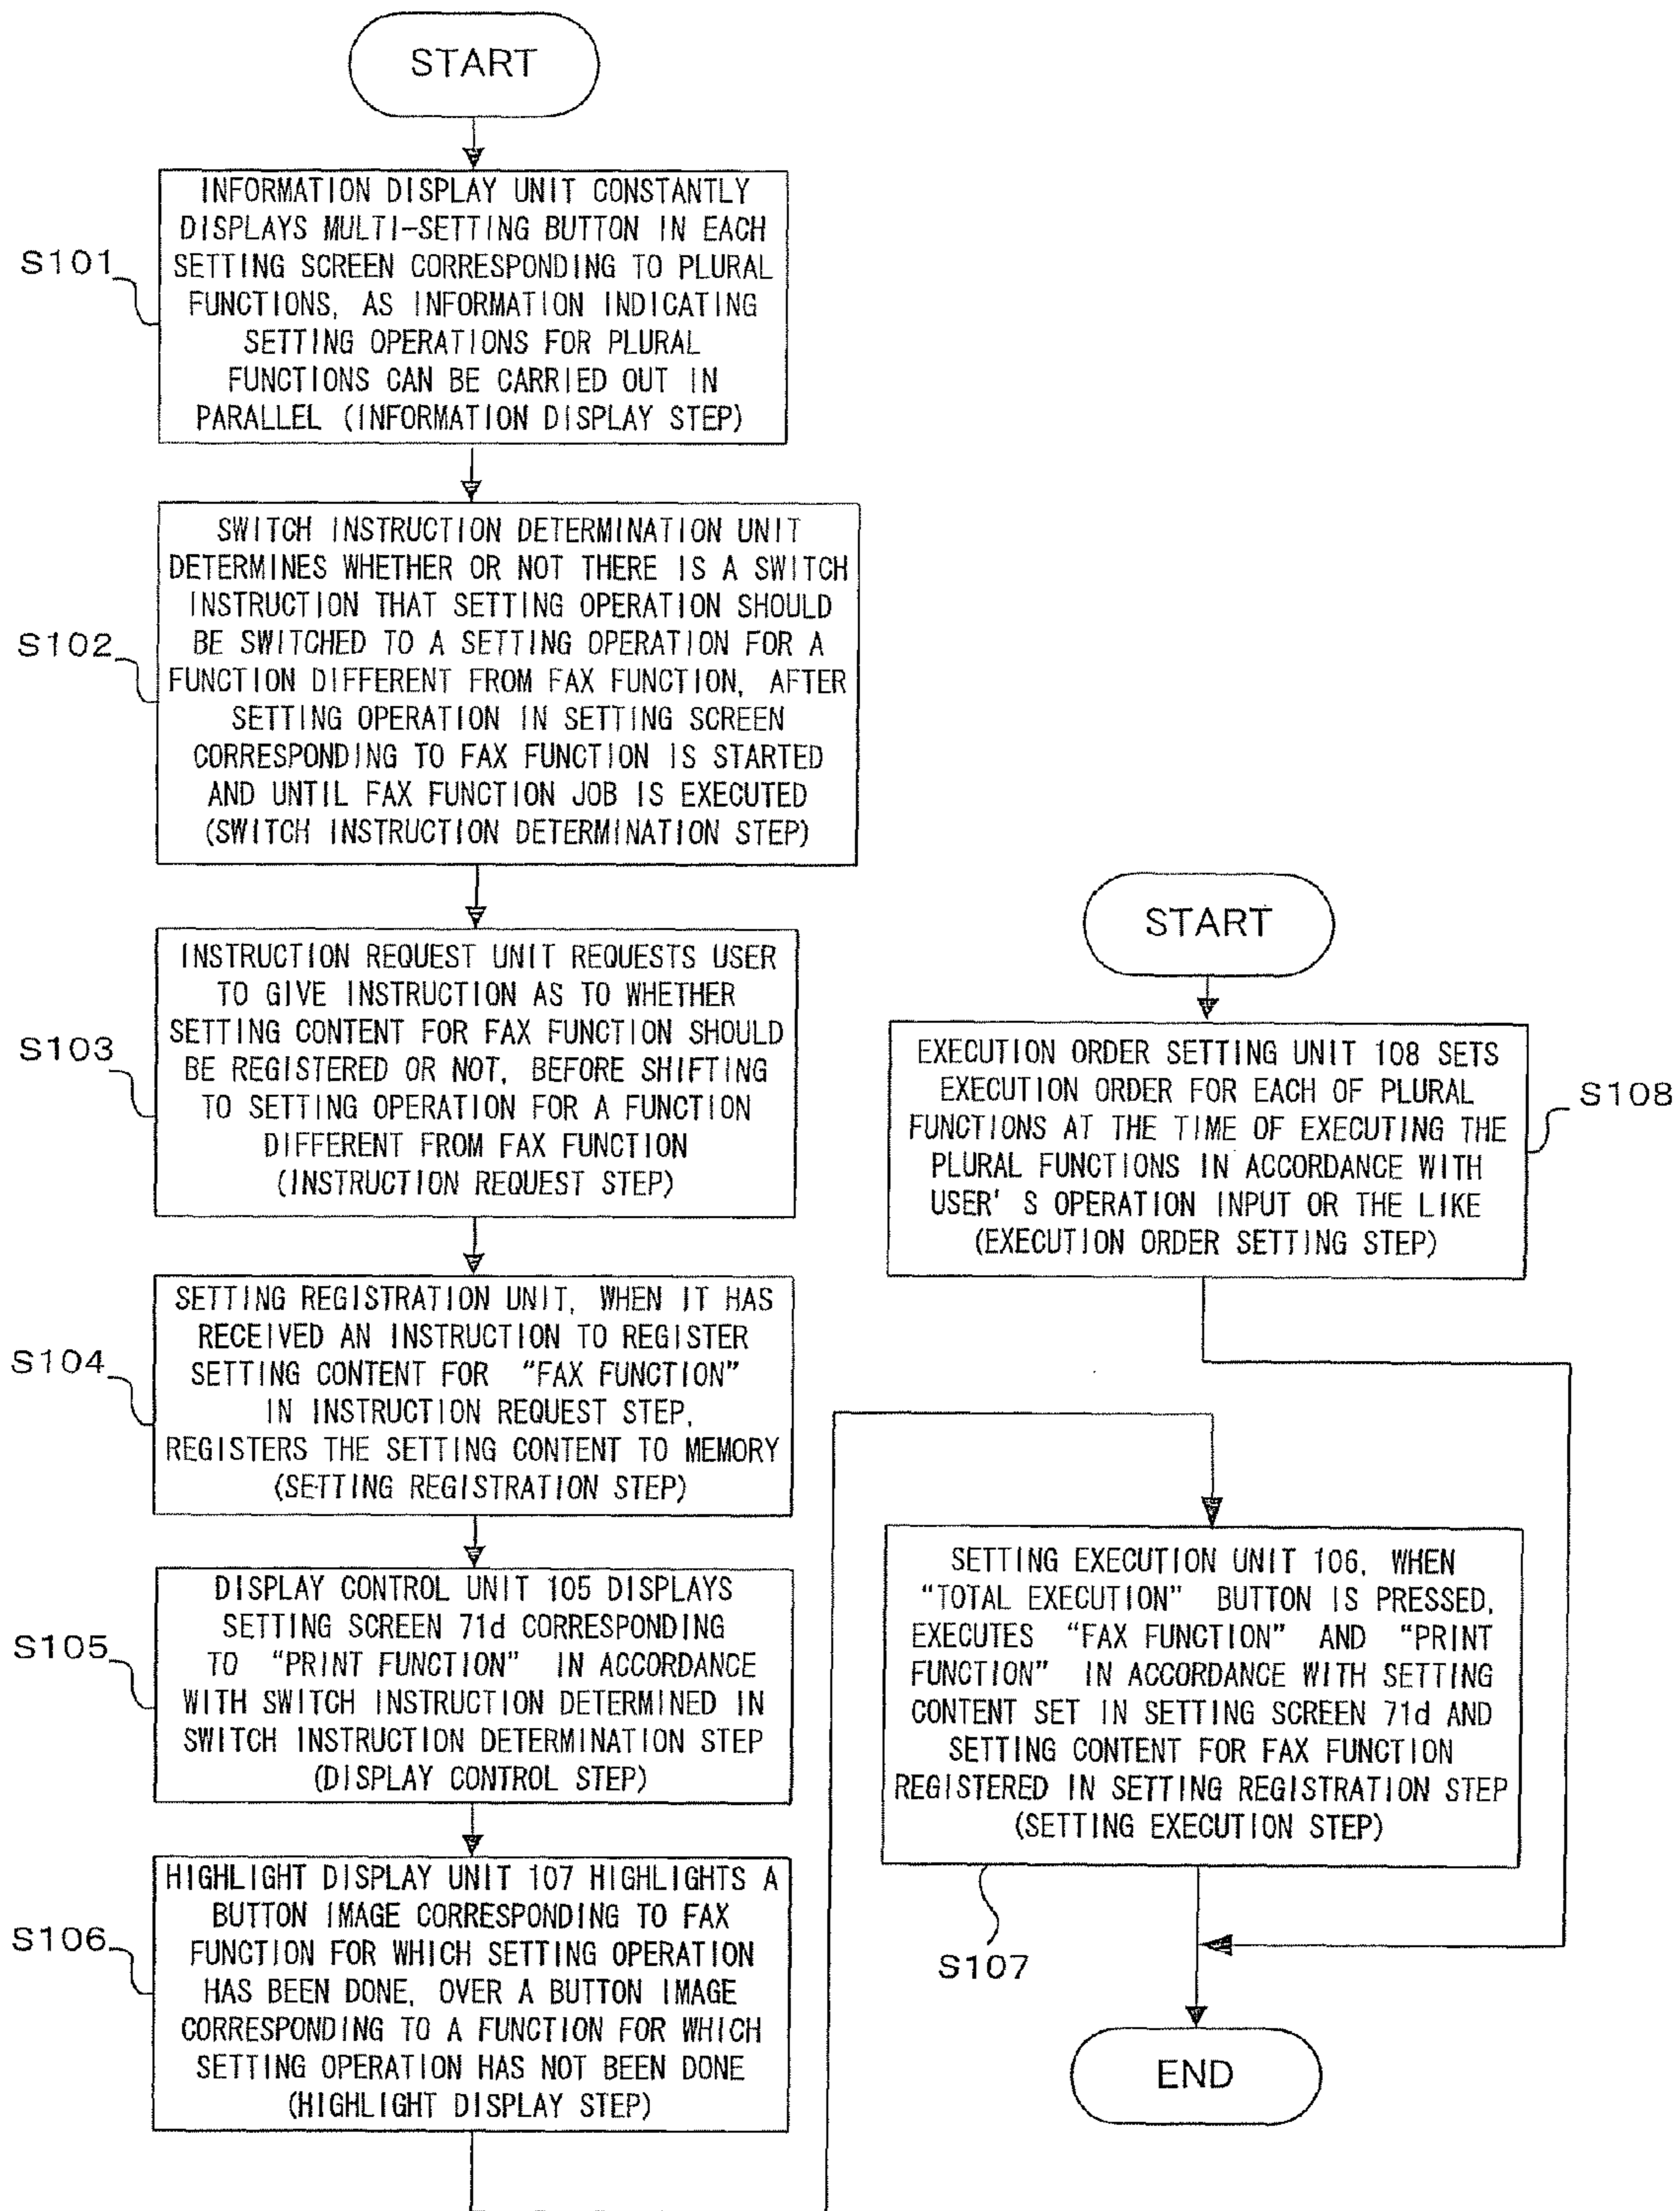 START
S101
INFORMATION DISPLAY UNIT CONSTANTLY
DISPLAYS MULTI-SETTING BUTTON IN EACH
SETTING SCREEN CORRESPONDING TO PLURAL
FUNCTIONS, AS INFORMATION INDICATING
SETTING OPERATIONS FOR PLURAL
FUNCTIONS CAN BE CARRIED OUT IN
PARALLEL (INFORMATION DISPLAY STEP)
S102
SWITCH INSTRUCTION DETERMINATION UNIT
DETERMINES WHETHER OR NOT THERE IS A SWITCH
INSTRUCTION THAT SETTING OPERATION SHOULD
BE SWITCHED TO A SETTING OPERATION FOR A
FUNCTION DIFFERENT FROM FAX FUNCTION, AFTER
SETTING OPERATION IN SETTING SCREEN
CORRESPONDING TO FAX FUNCTION IS STARTED
AND UNTIL FAX FUNCTION JOB IS EXECUTED
(SWITCH INSTRUCTION DETERMINATION STEP)
S103
INSTRUCTION REQUEST UNIT REQUESTS USER
TO GIVE INSTRUCTION AS TO WHETHER
SETTING CONTENT FOR FAX FUNCTION SHOULD
BE REGISTERED OR NOT, BEFORE SHIFTING
TO SETTING OPERATION FOR A FUNCTION
DIFFERENT FROM FAX FUNCTION
(INSTRUCTION REQUEST STEP)
S104
SETTING REGISTRATION UNIT, WHEN IT HAS
RECEIVED AN INSTRUCTION TO REGISTER
SETTING CONTENT FOR "FAX FUNCTION"
IN INSTRUCTION REQUEST STEP,
REGISTERS THE SETTING CONTENT TO MEMORY
(SETTING REGISTRATION STEP)
S105
DISPLAY CONTROL UNIT 105 DISPLAYS
SETTING SCREEN 71d CORRESPONDING
TO "PRINT FUNCTION" IN ACCORDANCE
WITH SWITCH INSTRUCTION DETERMINED IN
SWITCH INSTRUCTION DETERMINATION STEP
(DISPLAY CONTROL STEP)
S106
HIGHLIGHT DISPLAY UNIT 107 HIGHLIGHTS A
BUTTON IMAGE CORRESPONDING TO FAX
FUNCTION FOR WHICH SETTING OPERATION
HAS BEEN DONE, OVER A BUTTON IMAGE
CORRESPONDING TO A FUNCTION FOR WHICH
SETTING OPERATION HAS NOT BEEN DONE
(HIGHLIGHT DISPLAY STEP)
START
EXECUTION ORDER SETTING UNIT 108 SETS
EXECUTION ORDER FOR EACH OF PLURAL
FUNCTIONS AT THE TIME OF EXECUTING THE
PLURAL FUNCTIONS IN ACCORDANCE WITH
USER'S OPERATION INPUT OR THE LIKE
(EXECUTION ORDER SETTING STEP)
S108
SETTING EXECUTION UNIT 106, WHEN
"TOTAL EXECUTION" BUTTON IS PRESSED,
EXECUTES "FAX FUNCTION" AND "PRINT
FUNCTION" IN ACCORDANCE WITH SETTING
CONTENT SET IN SETTING SCREEN 71d AND
SETTING CONTENT FOR FAX FUNCTION
REGISTERED IN SETTING REGISTRATION STEP
(SETTING EXECUTION STEP)
S107
END